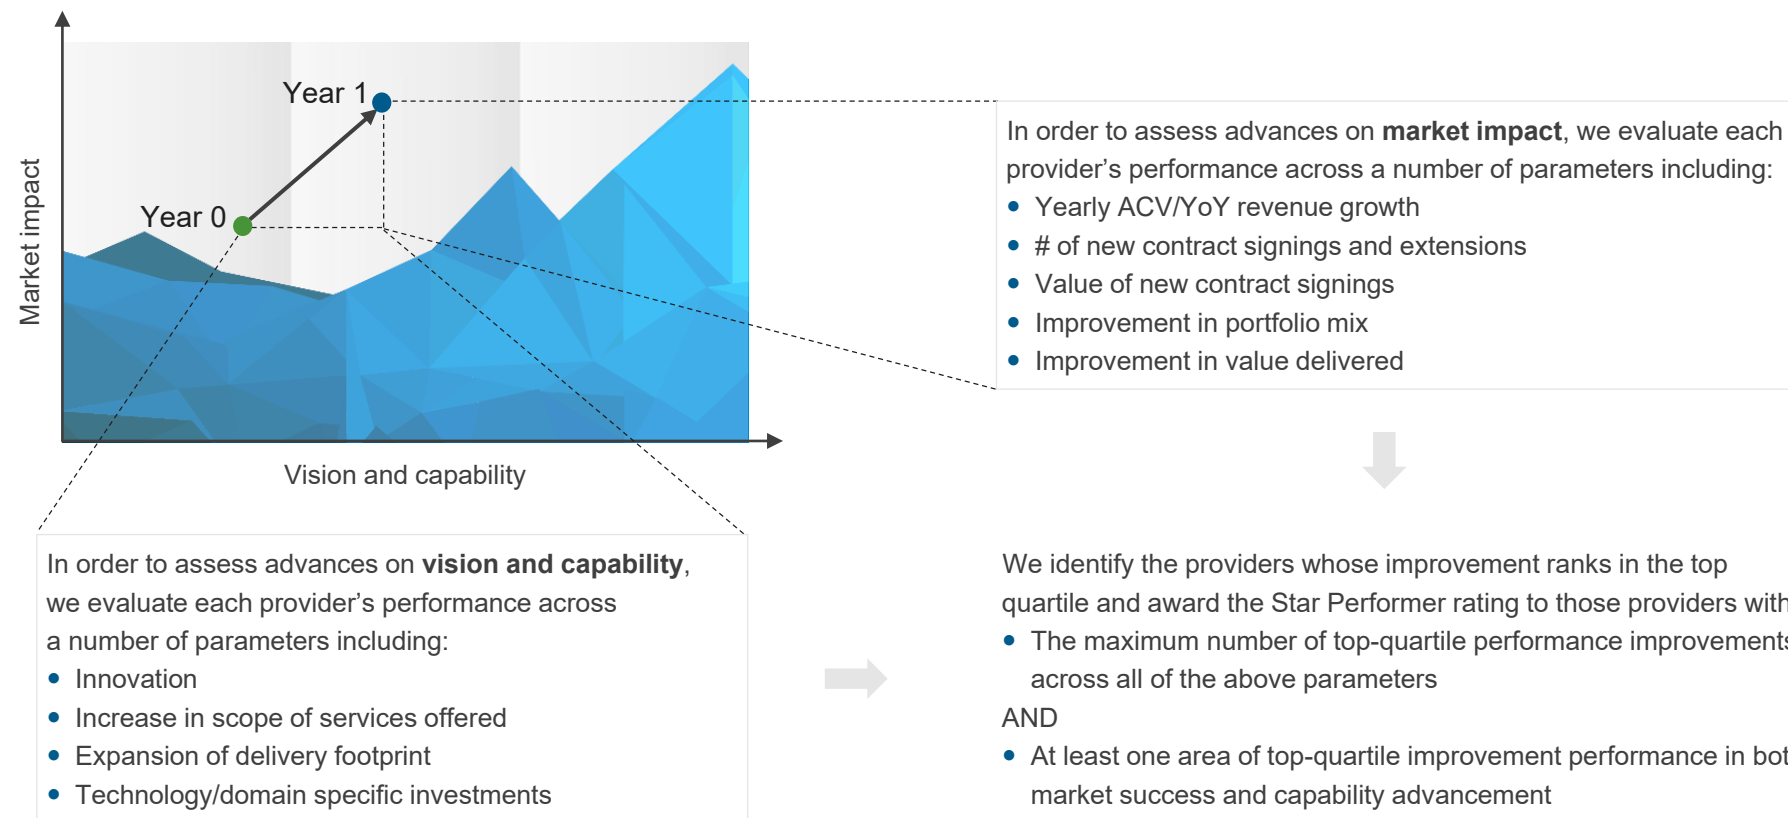 Year 1
Year 0
Market impact
Vision and capability
In order to assess advances on market impact, we evaluate each
provider’s performance across a number of parameters including:
• Yearly ACV/YoY revenue growth
• # of new contract signings and extensions
• Value of new contract signings
• Improvement in portfolio mix
• Improvement in value delivered
In order to assess advances on vision and capability,
we evaluate each provider’s performance across
a number of parameters including:
• Innovation
• Increase in scope of services offered
• Expansion of delivery footprint
• Technology/domain specific investments
We identify the providers whose improvement ranks in the top
quartile and award the Star Performer rating to those providers with
• The maximum number of top-quartile performance improvements
across all of the above parameters
AND
• At least one area of top-quartile improvement performance in bot
market success and capability advancement